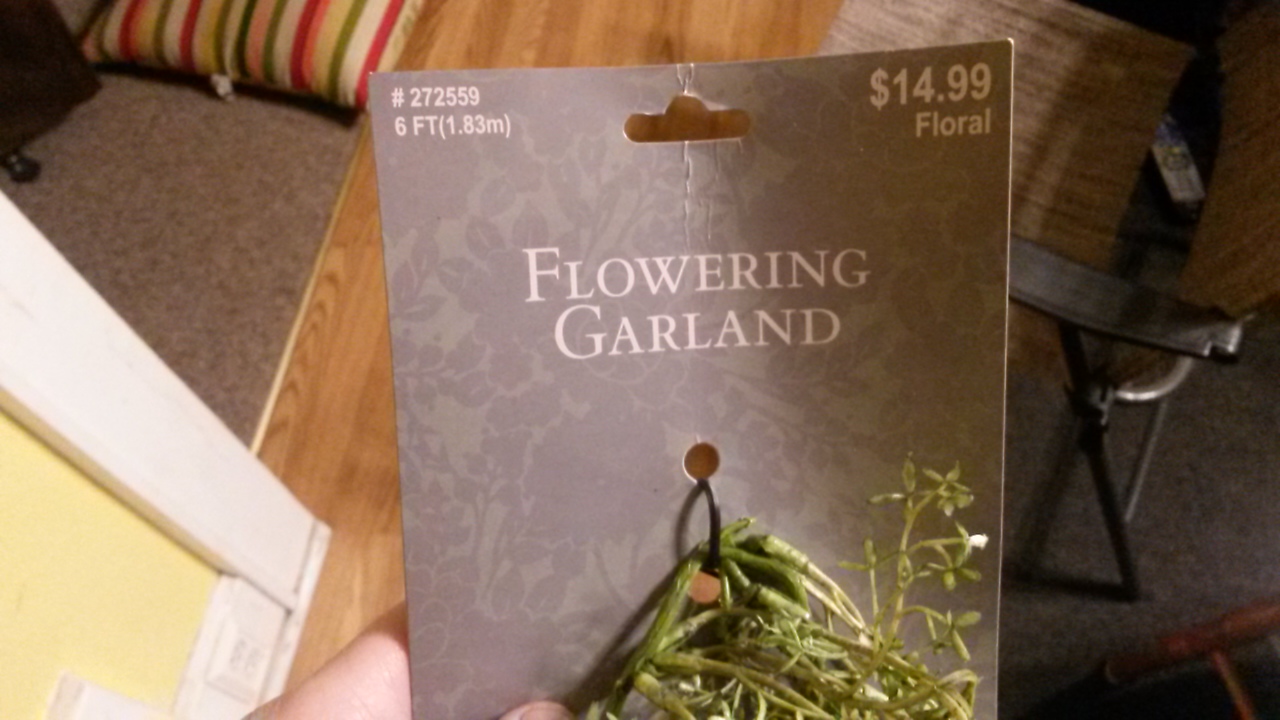 # 272559
6 FT(1.83m)
$14.99
Floral
FLOWERING
GARLAND